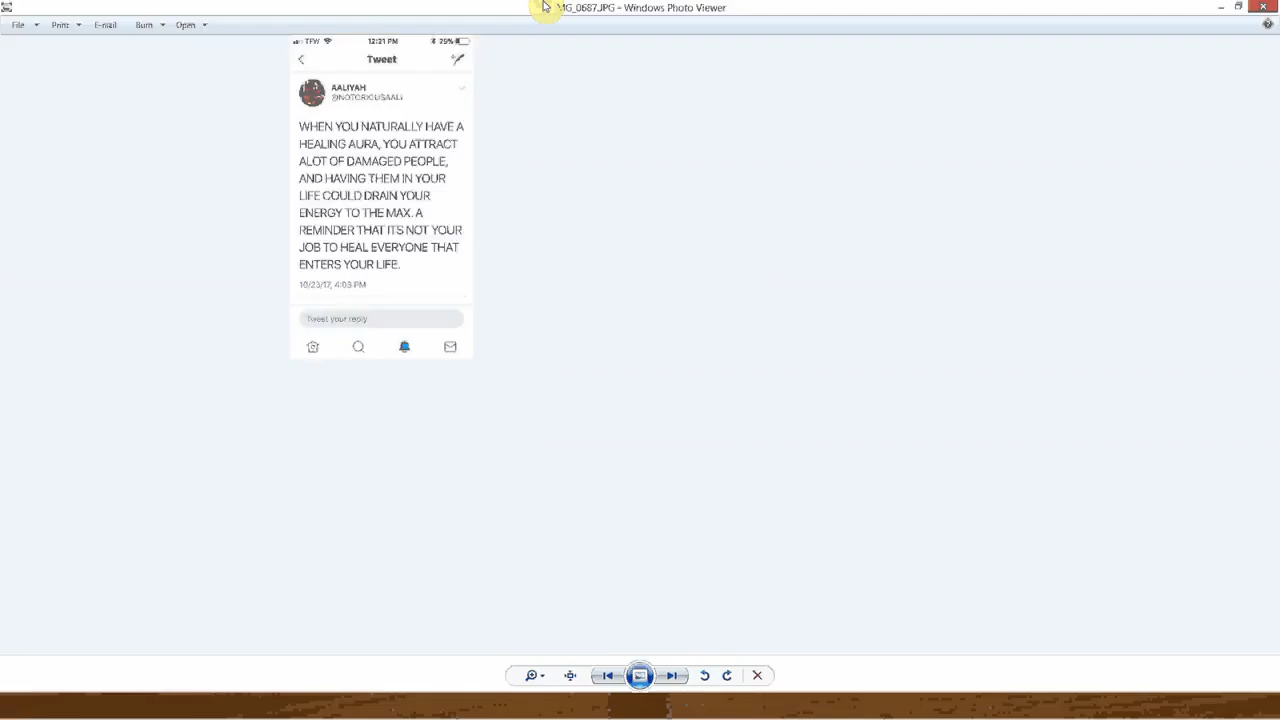 IMG_0687.JPG - Windows Photo Viewer
File Print E-mail Burn Open
TFW 12:21 PM 29%
Tweet
AALIYAH
@NOTORIOUSAALI
WHEN YOU NATURALLY HAVE A
HEALING AURA, YOU ATTRACT
ALOT OF DAMAGED PEOPLE,
AND HAVING THEM IN YOUR
LIFE COULD DRAIN YOUR
ENERGY TO THE MAX. A
REMINDER THAT ITS NOT YOUR
JOB TO HEAL EVERYONE THAT
ENTERS YOUR LIFE.
10/23/17, 4:03 PM
Tweet your reply